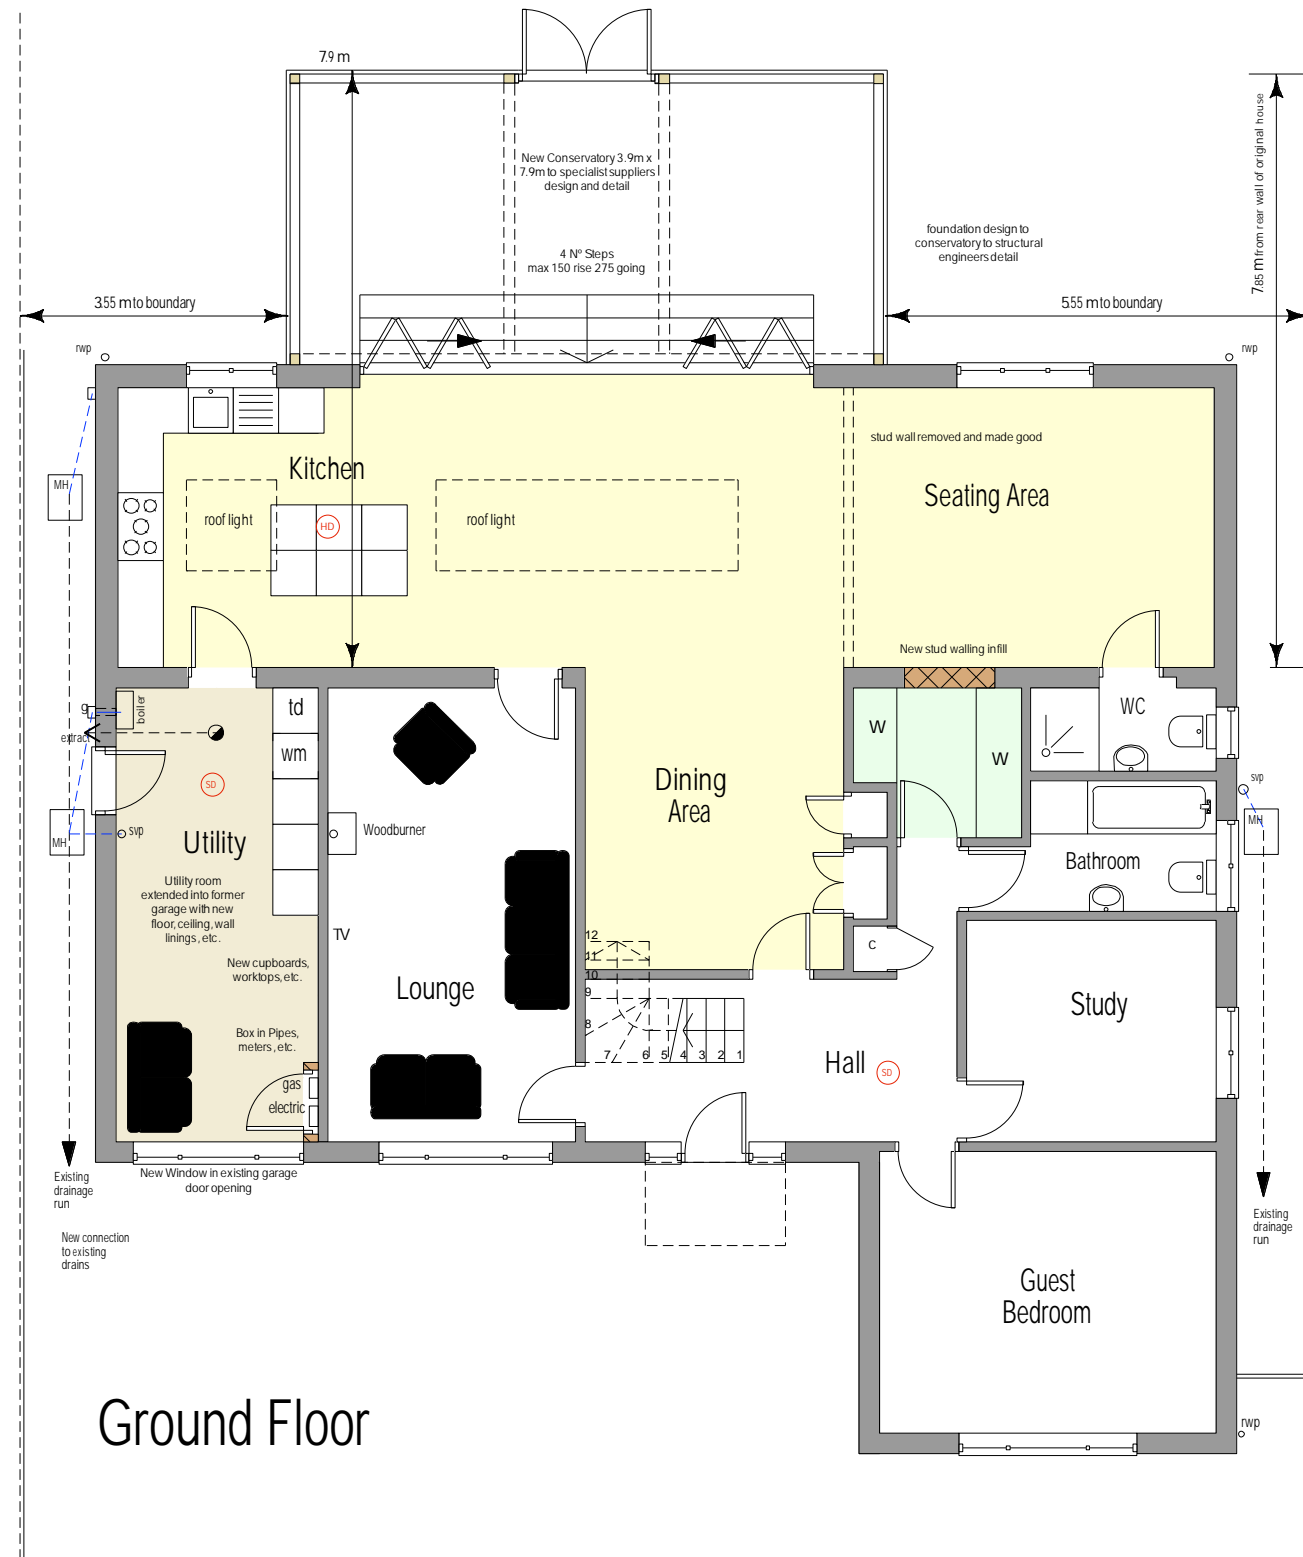 7.9 m
7.85 m from rear wall of original house
New Conservatory 3.9m x
7.9m to specialist suppliers
design and detail
foundation design to
conservatory to structural
engineers detail
4 Nº Steps
max 150 rise 275 going
3.55 m to boundary
5.55 m to boundary
rwp
rwp
stud wall removed and made good
Kitchen
Seating Area
MH
roof light
HD
roof light
New stud walling infill
g
boiler
td
extract
wm
W
W
WC
SD
Dining
Area
svp
MH
svp
Woodburner
MH
Utility
Bathroom
Utility room
extended into former
garage with new
floor, ceiling, wall
linings, etc.
TV
C
New cupboards,
worktops, etc.
Lounge
12
11
10
9
8
7
6
5
4
3
2
1
Study
Box in Pipes,
meters, etc.
Hall
SD
gas
electric
New Window in existing garage
door opening
Existing
drainage
run
New connection
to existing
drains
Existing
drainage
run
Guest
Bedroom
Ground Floor
rwp